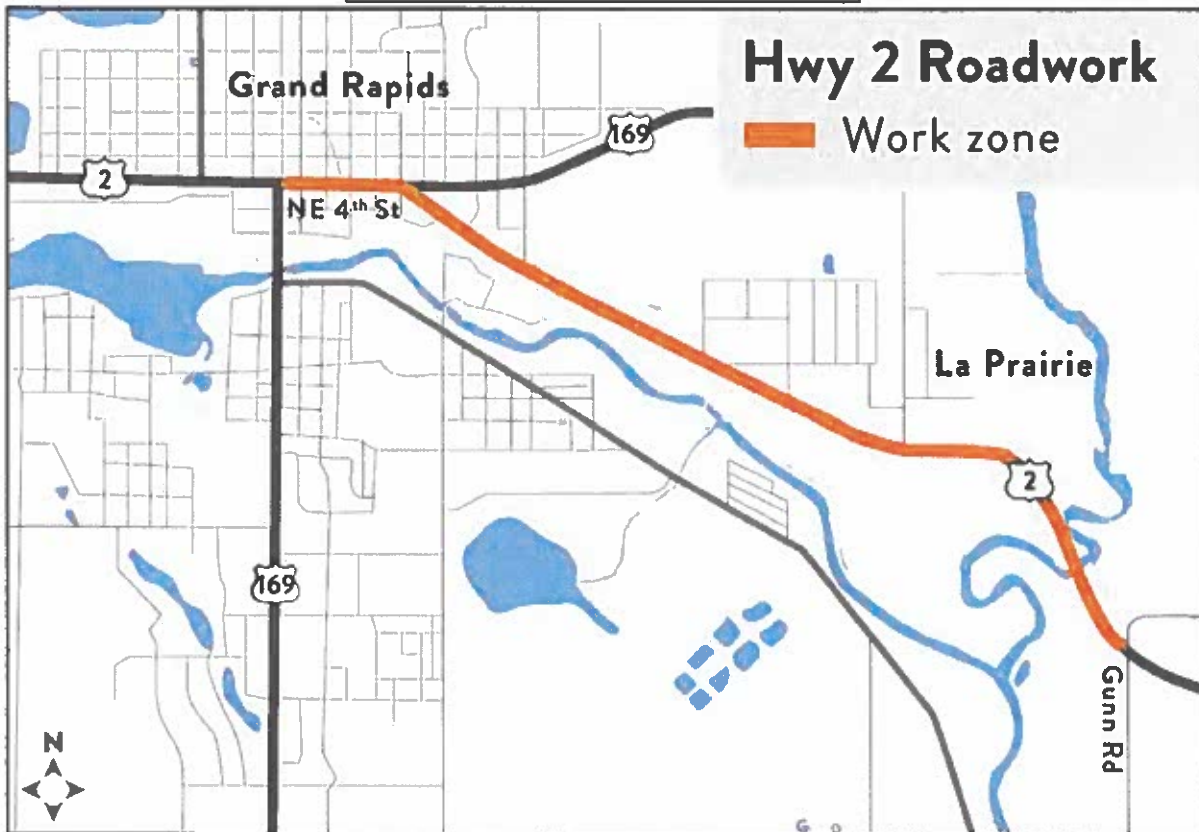 Hwy 2 Roadwork
Work zone
Grand Rapids
169
2
NE 4th St
La Prairie
2
169
Gunn Rd
N